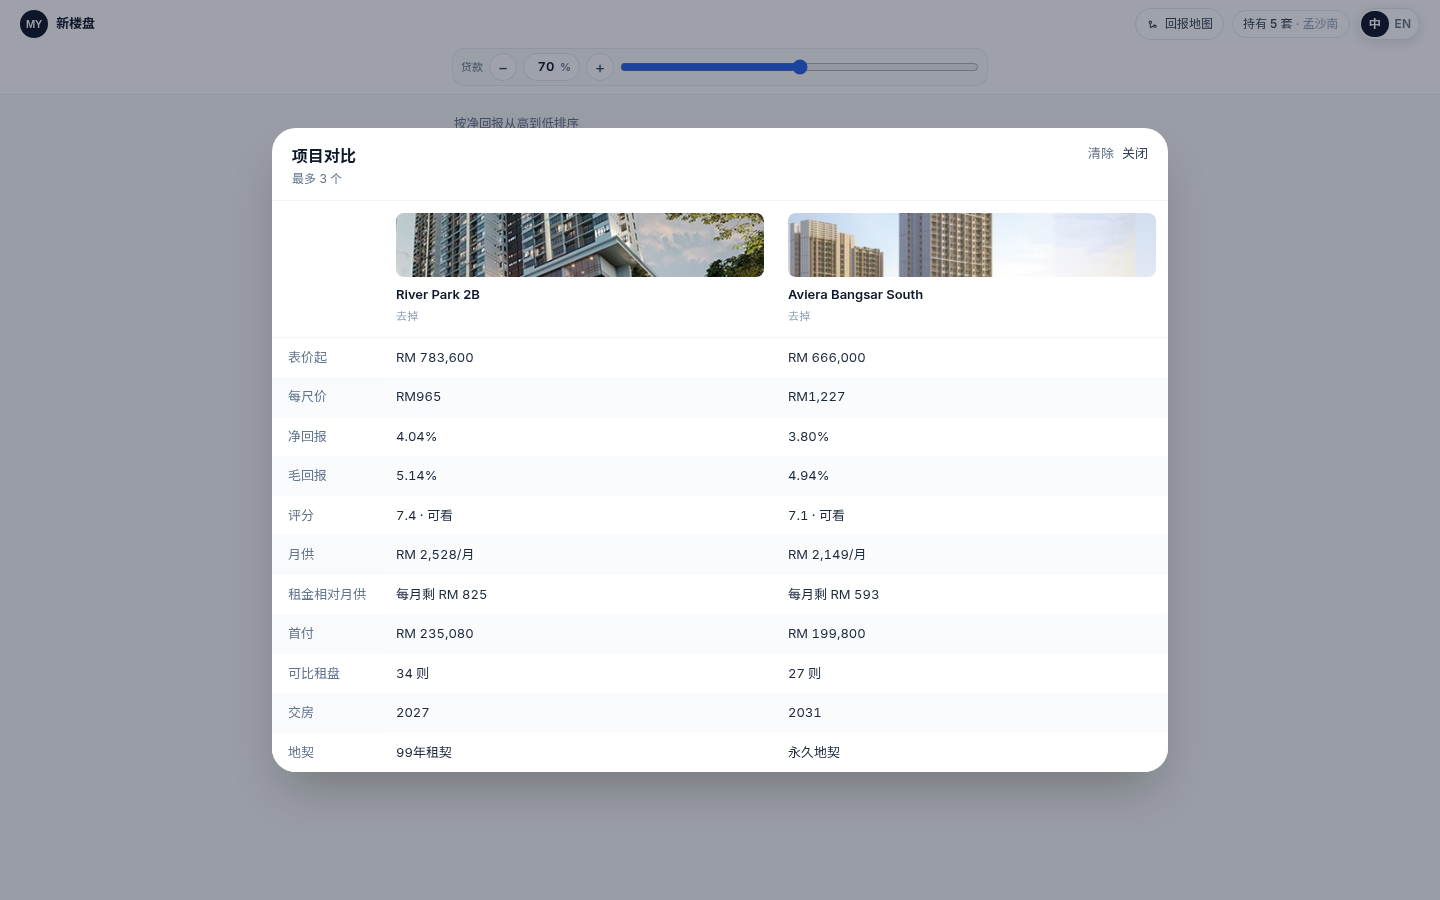 MY 新楼盘
回报地图
持有 5 套 · 孟沙南
中 EN
贷款 − 70 % +
按净回报从高到低排序
项目对比
清除 关闭
最多 3 个
River Park 2B
Aviera Bangsar South
去掉
去掉
表价起 RM 783,600 RM 666,000
每尺价 RM965 RM1,227
净回报 4.04% 3.80%
毛回报 5.14% 4.94%
评分 7.4 · 可看 7.1 · 可看
月供 RM 2,528/月 RM 2,149/月
租金相对月供 每月剩 RM 825 每月剩 RM 593
首付 RM 235,080 RM 199,800
可比租盘 34 则 27 则
交房 2027 2031
地契 99年租契 永久地契